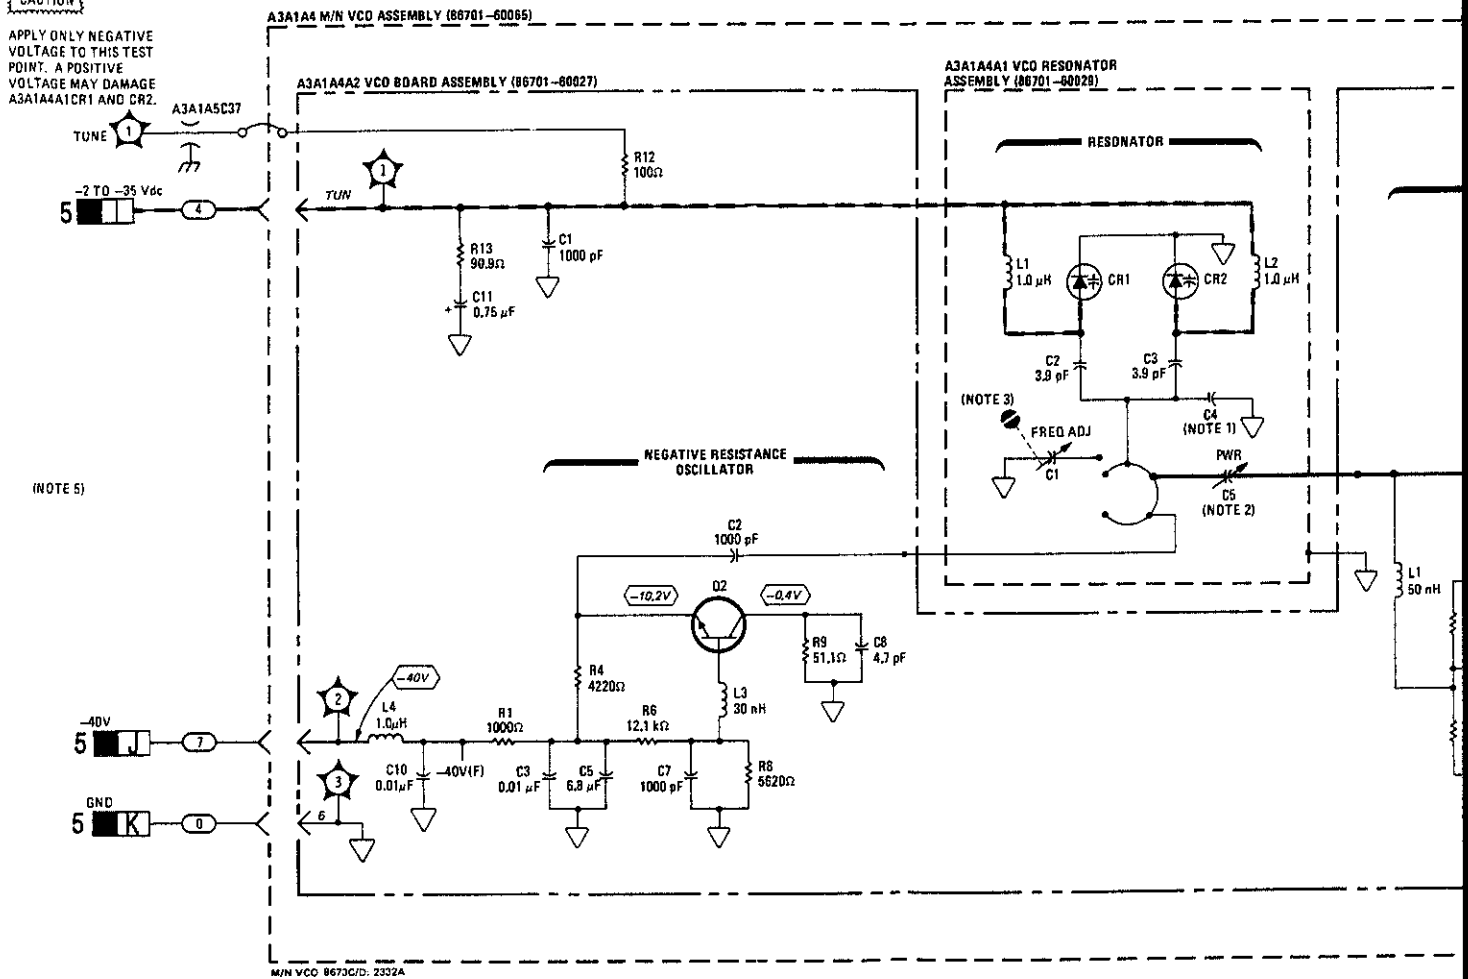 CAUTION
APPLY ONLY NEGATIVE
VOLTAGE TO THIS TEST
POINT. A POSITIVE
VOLTAGE MAY DAMAGE
A3A1A4A1CR1 AND CR2.
A3A1A4 M/N VCO ASSEMBLY (86701-60065)
A3A1A4A2 VCO BOARD ASSEMBLY (86701-60027)
A3A1A4A1 VCO RESONATOR
ASSEMBLY (86701-60028)
A3A1A5C37
TUNE
1
RESONATOR
R12
100Ω
1
-2 TO -35 Vdc
5
I
4
TUN
R13
90.9Ω
C1
1000 pF
C11
+
0.75 µF
L1
1.0 µH
CR1
CR2
L2
1.0 µH
C2
3.9 pF
C3
3.9 pF
(NOTE 3)
C4
(NOTE 1)
FREQ ADJ
C1
PWR
C5
(NOTE 2)
NEGATIVE RESISTANCE
OSCILLATOR
(NOTE 5)
C2
1000 pF
-10.2V
Q2
-0.4V
R9
51.1Ω
C8
4.7 pF
L1
50 nH
R4
4220Ω
L3
30 nH
-40V
2
-40V
5
J
7
L4
1.0µH
R1
1000Ω
R6
12.1 kΩ
C10
0.01µF
-40V(F)
C3
0.01 µF
C5
6.8 µF
C7
1000 pF
R8
5620Ω
3
GND
5
K
0
6
M/N VCO 8673C/D: 2332A